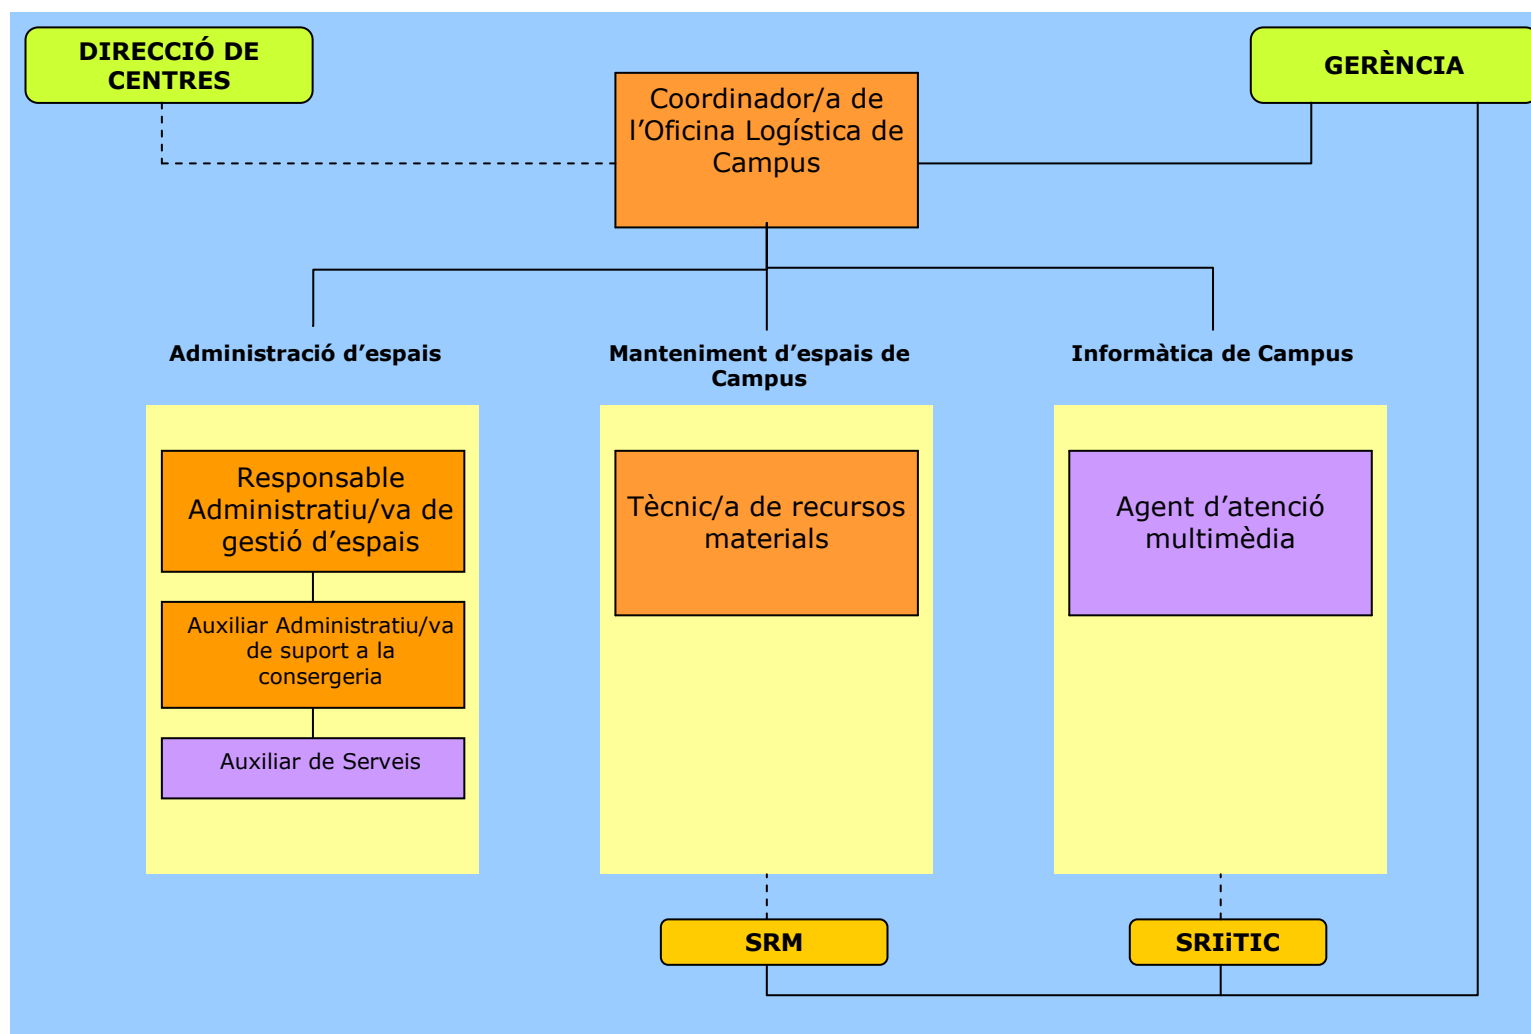 DIRECCIÓ DE
CENTRES
GERÈNCIA
Coordinador/a de
l’Oficina Logística de
Campus
Administració d’espais
Manteniment d’espais de
Campus
Informàtica de Campus
Responsable
Administratiu/va de
gestió d’espais
Auxiliar Administratiu/va
de suport a la
consergeria
Auxiliar de Serveis
Tècnic/a de recursos
materials
Agent d’atenció
multimèdia
SRM
SRIiTIC